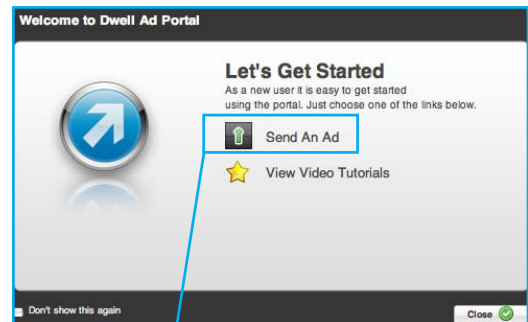 Welcome to Dwell Ad Portal
Let's Get Started
As a new user it is easy to get started
using the portal. Just choose one of the links below.
Send An Ad
View Video Tutorials
Don't show this again
Close